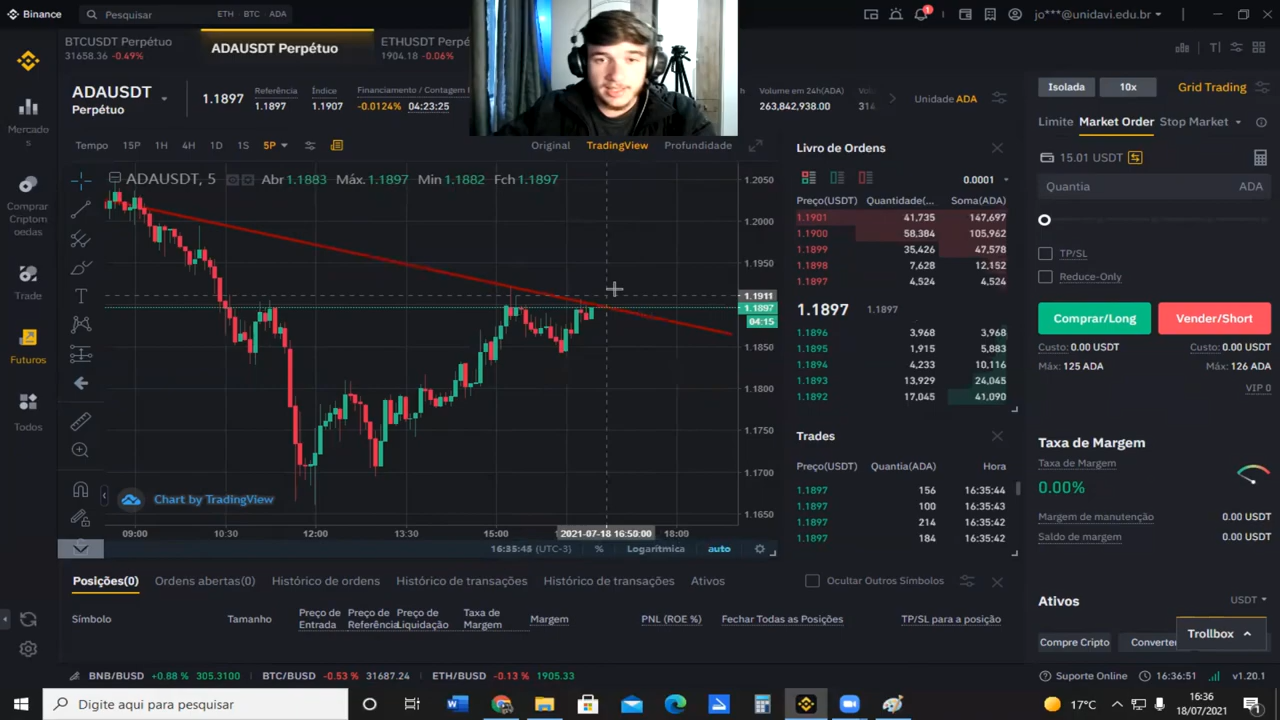 Binance
Pesquisar
ETH BTC ADA
jo***@unidavi.edu.br
BTCUSDT Perpétuo
31658.36 -0.49%
ADAUSDT Perpétuo
ETHUSDT Perpé
1904.18 -0.06%
ADAUSDT
Perpétuo
1.1897
Referência
1.1897
Índice
1.1907
Financiamento / Contagem
-0.0124% 04:23:25
Volume em 24h(ADA)
263,842,938.00
Vo
314
Unidade ADA
Tempo 15P 1H 4H 1D 1S 5P
Original TradingView Profundidade
ADAUSDT, 5 Abr 1.1883 Máx. 1.1897 Min 1.1882 Fch 1.1897
1.2050
1.2000
1.1950
1.1911
1.1897
04:15
1.1850
1.1800
1.1750
1.1700
1.1650
Chart by TradingView
09:00 10:30 12:00 13:30 15:00 2021-07-18 16:50:00 18:00
16:35:45 (UTC-3) % Logarítmica auto
Livro de Ordens
0.0001
Preço(USDT) Quantidade(... Soma(ADA)
1.1901 41,735 147,697
1.1900 58,384 105,962
1.1899 35,426 47,578
1.1898 7,628 12,152
1.1897 4,524 4,524
1.1897 1.1897
1.1896 3,968 3,968
1.1895 1,915 5,883
1.1894 4,233 10,116
1.1893 13,929 24,045
1.1892 17,045 41,090
Trades
Preço(USDT) Quantia(ADA) Hora
1.1897 156 16:35:44
1.1897 100 16:35:43
1.1897 214 16:35:42
1.1897 184 16:35:42
Isolada 10x Grid Trading
Limite Market Order Stop Market
15.01 USDT
Quantia ADA
TP/SL
Reduce-Only
Comprar/Long Vender/Short
Custo: 0.00 USDT Custo: 0.00 USDT
Máx: 125 ADA Máx: 126 ADA
VIP 0
Taxa de Margem
Taxa de Margem
0.00%
Margem de manutenção 0.00 USDT
Saldo de margem 0.00 USDT
Ativos USDT
Compre Cripto Converter
Trollbox
Mercado
s
Comprar
Criptom
oedas
Trade
Futuros
Todos
Posições(0) Ordens abertas(0) Histórico de ordens Histórico de transações Histórico de transações Ativos
Ocultar Outros Símbolos
Símbolo Tamanho Preço de Entrada Preço de Referência Preço de Liquidação Taxa de Margem Margem PNL (ROE %) Fechar Todas as Posições TP/SL para a posição
BNB/BUSD +0.88 % 305.3100 BTC/BUSD -0.53 % 31687.24 ETH/BUSD -0.13 % 1905.33
Suporte Online 16:36:51 v1.20.1
Digite aqui para pesquisar
17°C
16:36
18/07/2021